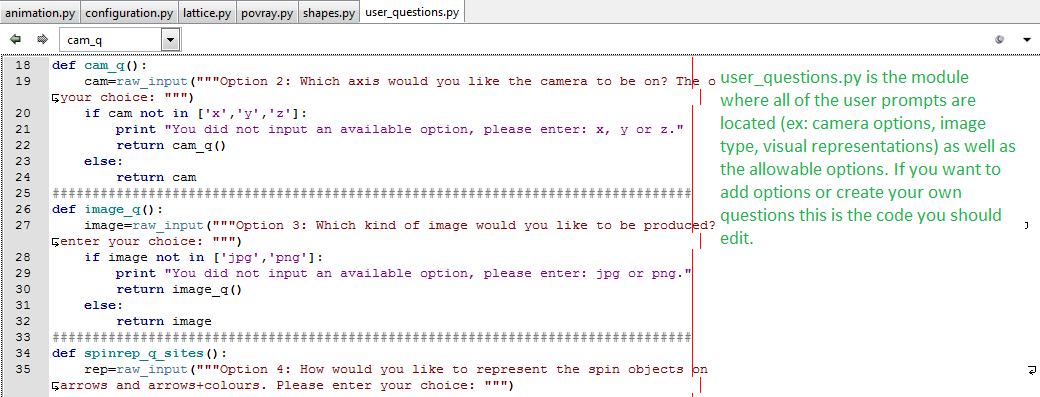 animation.py configuration.py lattice.py povray.py shapes.py user_questions.py
cam_q
18 def cam_q():
19 cam=raw_input("""Option 2: Which axis would you like the camera to be on? The o
your choice: """)
20 if cam not in ['x','y','z']:
21 print "You did not input an available option, please enter: x, y or z."
22 return cam_q()
23 else:
24 return cam
25 ################################################################################
26 def image_q():
27 image=raw_input("""Option 3: Which kind of image would you like to be produced?
enter your choice: """)
28 if image not in ['jpg','png']:
29 print "You did not input an available option, please enter: jpg or png."
30 return image_q()
31 else:
32 return image
33 ################################################################################
34 def spinrep_q_sites():
35 rep=raw_input("""Option 4: How would you like to represent the spin objects on
arrows and arrows+colours. Please enter your choice: """)
user_questions.py is the module
where all of the user prompts are
located (ex: camera options, image
type, visual representations) as well as
the allowable options. If you want to
add options or create your own
questions this is the code you should
edit.